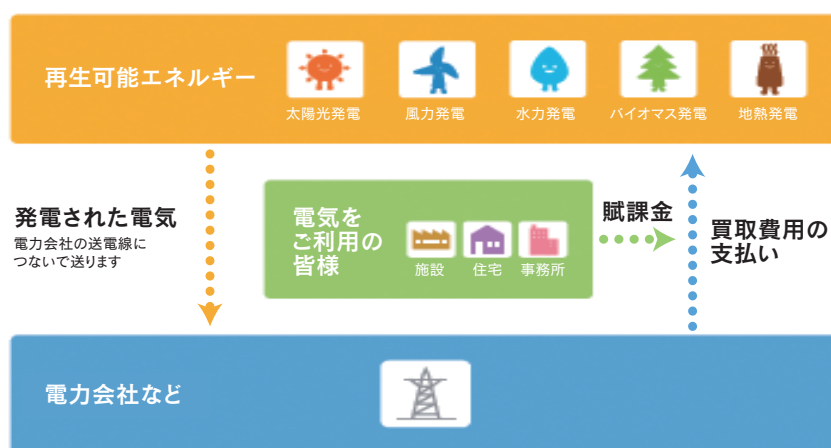 再生可能エネルギー
太陽光発電
風力発電
水力発電
バイオマス発電
地熱発電
発電された電気
電力会社の送電線に
つないで送ります
電気を
ご利用の
皆様
施設
住宅
事務所
賦課金
買取費用の
支払い
電力会社など